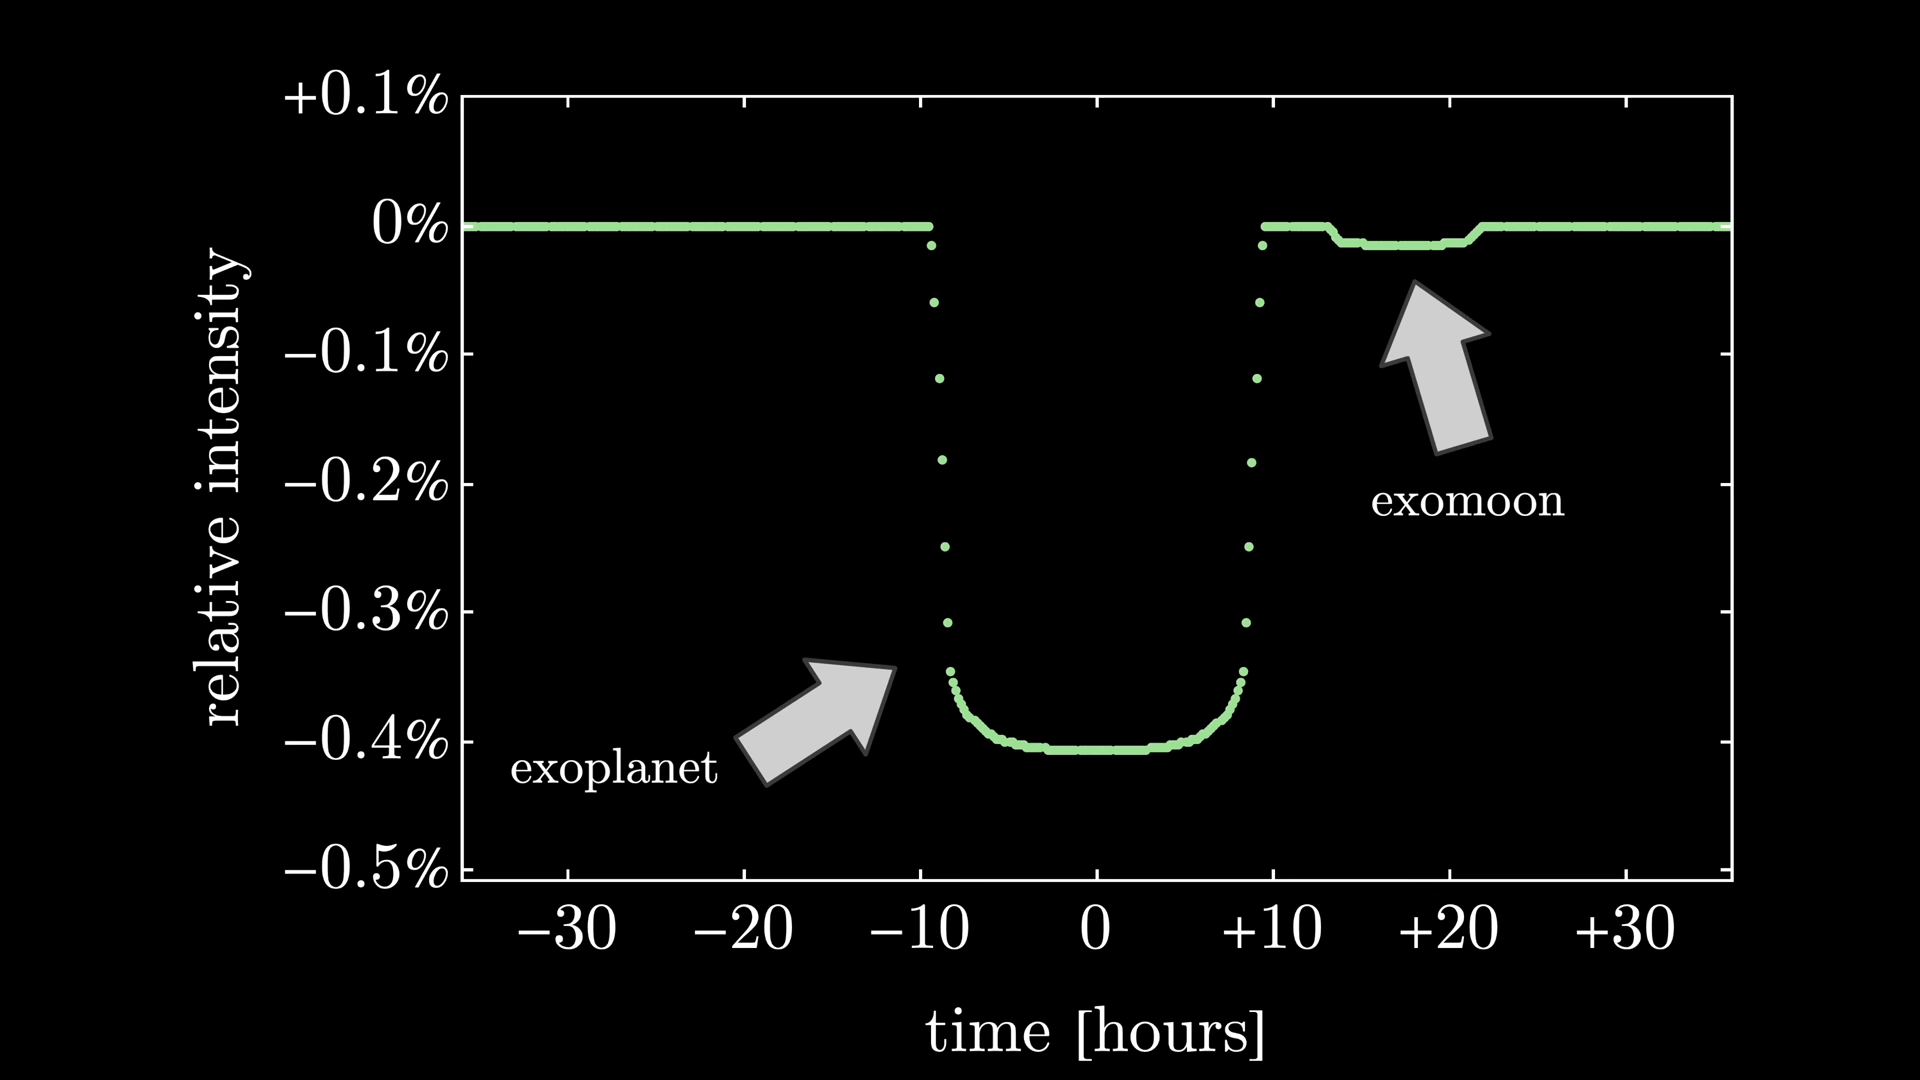 +0.1%
0%
−0.1%
−0.2%
−0.3%
−0.4%
−0.5%
relative intensity
exomoon
exoplanet
−30 −20 −10 0 +10 +20 +30
time [hours]